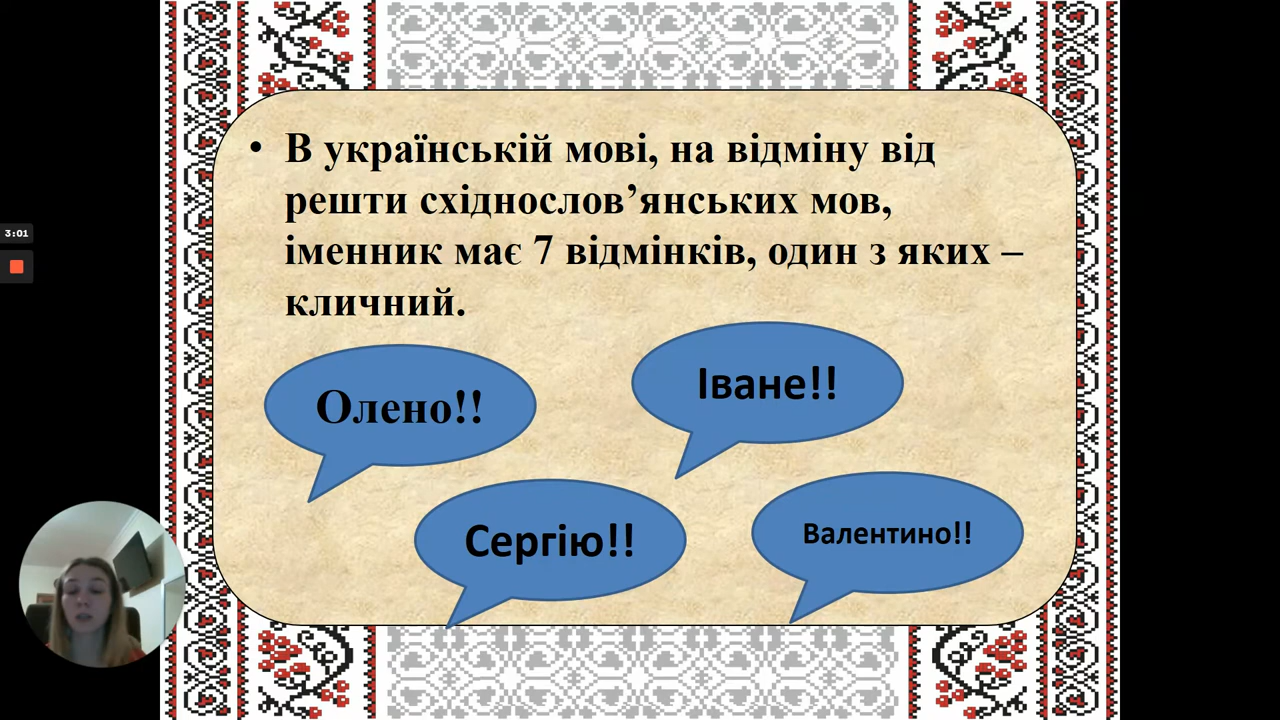 • В українській мові, на відміну від
решти східнослов’янських мов,
іменник має 7 відмінків, один з яких –
кличний.
Іване!!
Олено!!
Сергію!!
Валентино!!
3:01